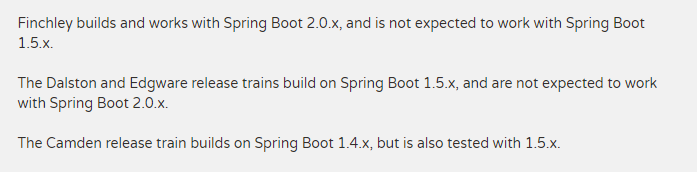 Finchley builds and works with Spring Boot 2.0.x, and is not expected to work with Spring Boot
1.5.x.
The Dalston and Edgware release trains build on Spring Boot 1.5.x, and are not expected to work
with Spring Boot 2.0.x.
The Camden release train builds on Spring Boot 1.4.x, but is also tested with 1.5.x.